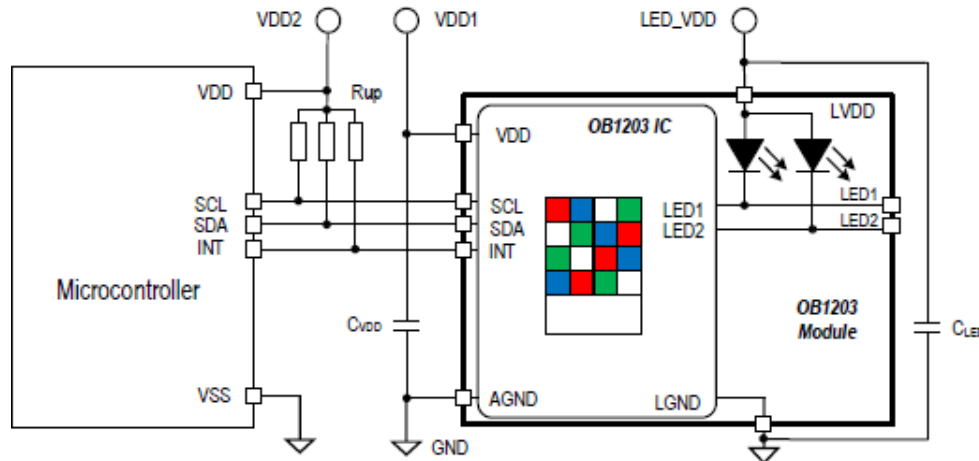 VDD2
VDD1
LED_VDD
VDD
Rup
OB1203 IC
LVDD
VDD
SCL
SDA
INT
SCL
SDA
INT
LED1
LED2
LED1
LED2
Microcontroller
CVDD
OB1203
Module
CLED
VSS
AGND
LGND
GND